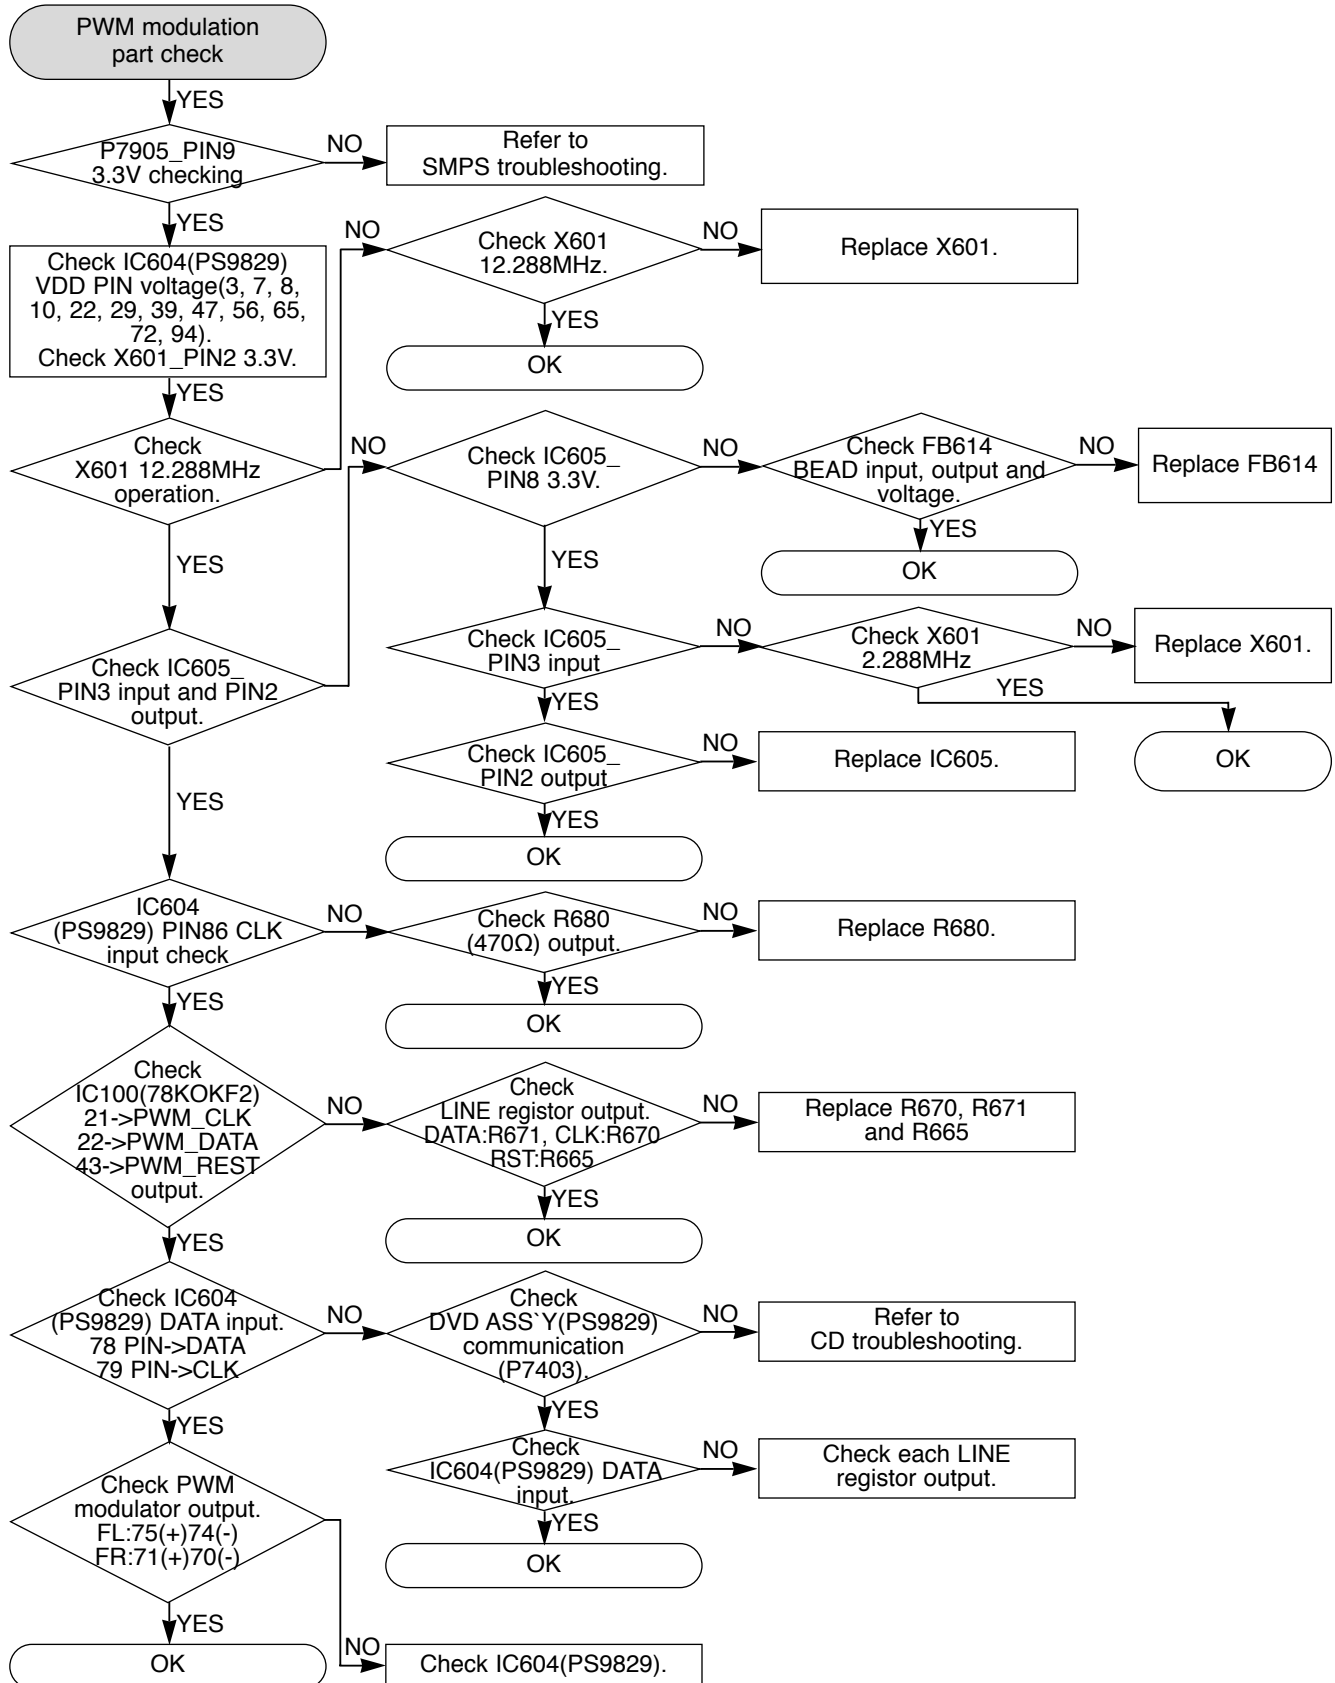 PWM modulation
part check
YES
P7905_PIN9
3.3V checking
NO
Refer to
SMPS troubleshooting.
YES
Check IC604(PS9829)
VDD PIN voltage(3, 7, 8,
10, 22, 29, 39, 47, 56, 65,
72, 94).
Check X601_PIN2 3.3V.
NO
Check X601
12.288MHz.
NO
Replace X601.
YES
OK
YES
Check
X601 12.288MHz
operation.
NO
Check IC605_
PIN8 3.3V.
NO
Check FB614
BEAD input, output and
voltage.
NO
Replace FB614
YES
OK
YES
YES
Check IC605_
PIN3 input and PIN2
output.
Check IC605_
PIN3 input
NO
Check X601
2.288MHz
NO
Replace X601.
YES
OK
YES
Check IC605_
PIN2 output
NO
Replace IC605.
YES
OK
YES
IC604
(PS9829) PIN86 CLK
input check
NO
Check R680
(470Ω) output.
NO
Replace R680.
YES
OK
YES
Check
IC100(78KOKF2)
21->PWM_CLK
22->PWM_DATA
43->PWM_REST
output.
NO
Check
LINE registor output.
DATA:R671, CLK:R670
RST:R665
NO
Replace R670, R671
and R665
YES
OK
YES
Check IC604
(PS9829) DATA input.
78 PIN->DATA
79 PIN->CLK
NO
Check
DVD ASS`Y(PS9829)
communication
(P7403).
NO
Refer to
CD troubleshooting.
YES
Check
IC604(PS9829) DATA
input.
NO
Check each LINE
registor output.
YES
OK
YES
Check PWM
modulator output.
FL:75(+)74(-)
FR:71(+)70(-)
YES
OK
NO
Check IC604(PS9829).